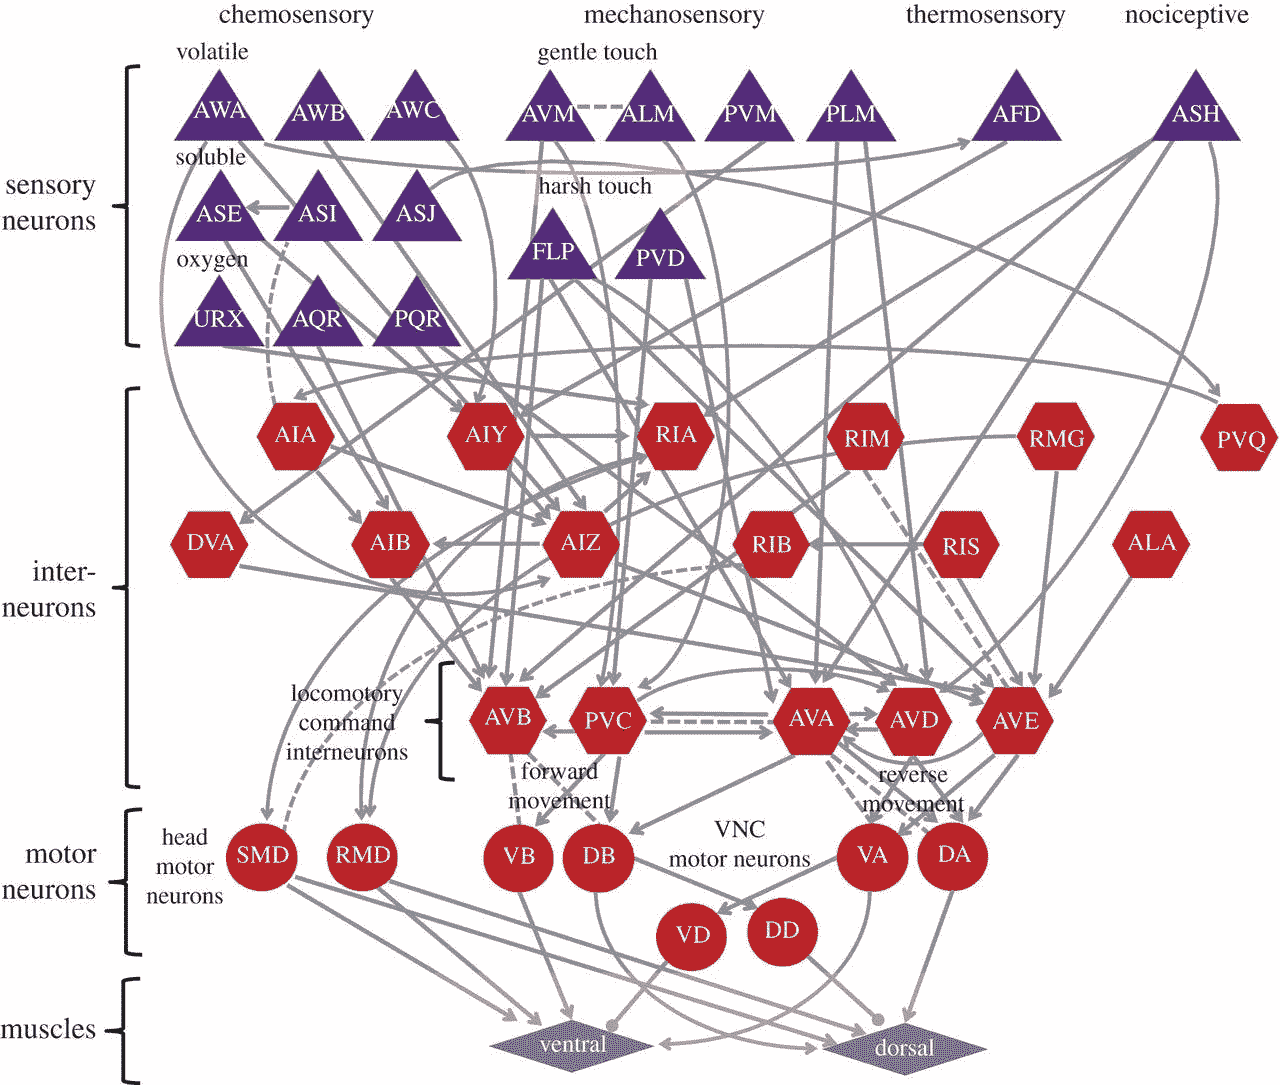 chemosensory mechanosensory thermosensory nociceptive
volatile gentle touch
AWA AWB AWC AVM ALM PVM PLM AFD ASH
soluble
sensory
neurons
harsh touch
ASE ASI ASJ
FLP PVD
oxygen
URX AQR PQR
AIA AIY RIA RIM RMG PVQ
DVA AIB AIZ RIB RIS ALA
inter-
neurons
locomotory
command
interneurons
AVB PVC AVA AVD AVE
forward
movement
reverse
movement
motor
neurons
head
motor
neurons
SMD RMD VB DB
VNC
motor neurons
VA DA
VD DD
muscles
ventral dorsal